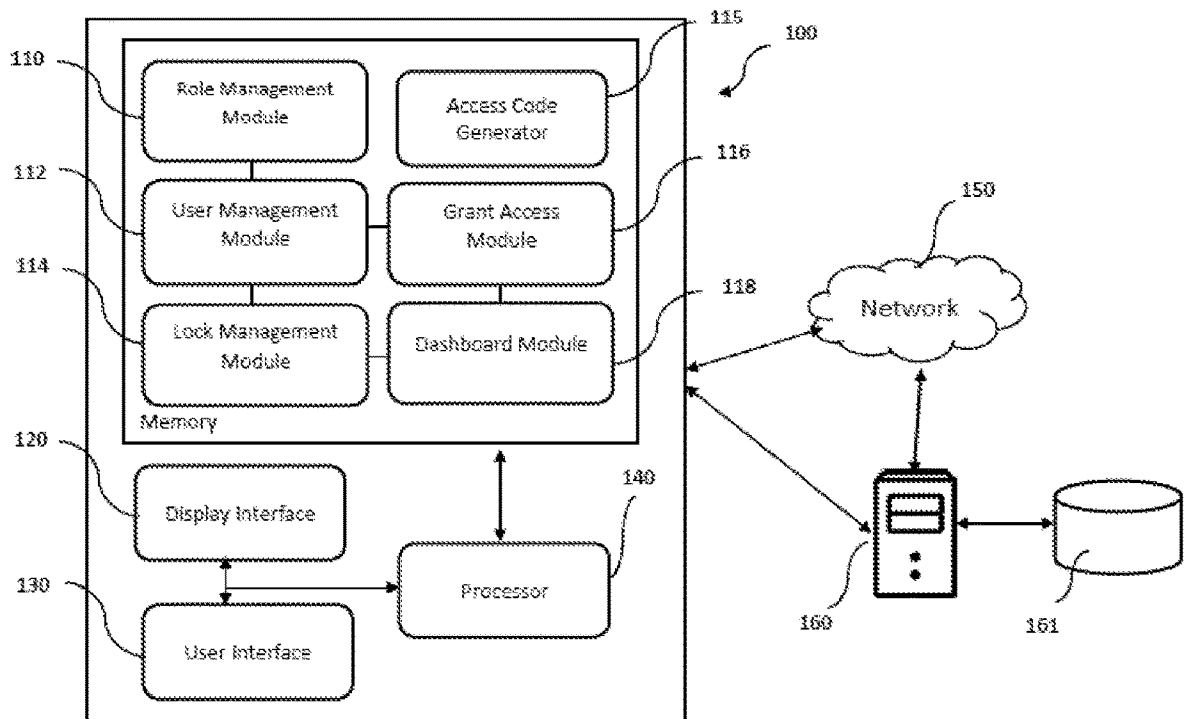 115
100
110
Role Management
Module
Access Code
Generator
112
116
User Management
Module
Grant Access
Module
150
114
118
Network
Lock Management
Module
Dashboard Module
Memory
120
140
Display Interface
130
Processor
160
161
User Interface